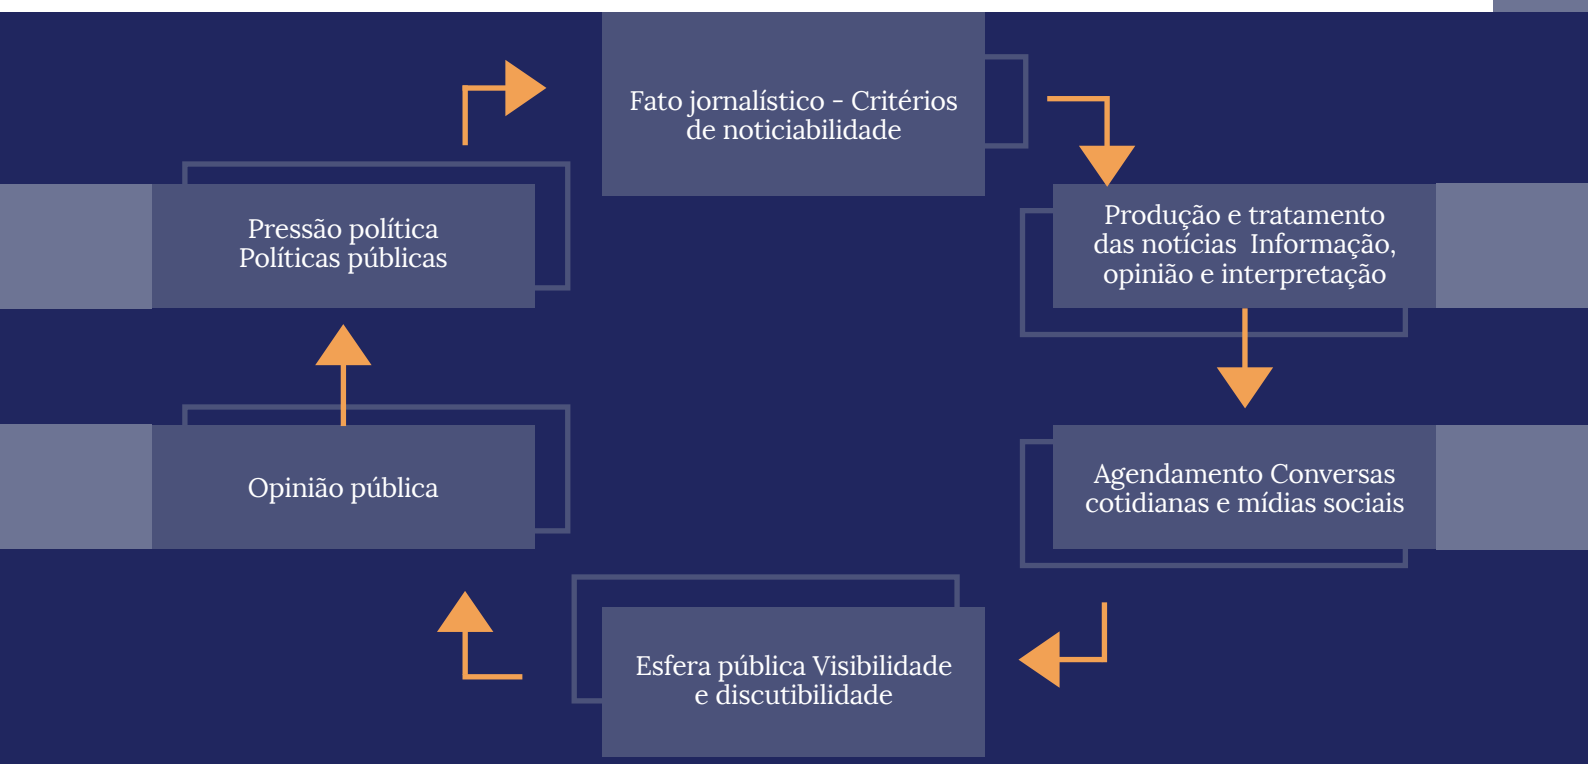 Fato jornalístico - Critérios
de noticiabilidade
Produção e tratamento
das notícias  Informação,
opinião e interpretação
Agendamento Conversas
cotidianas e mídias sociais
Esfera pública Visibilidade
e discutibilidade
Opinião pública
Pressão política
Políticas públicas